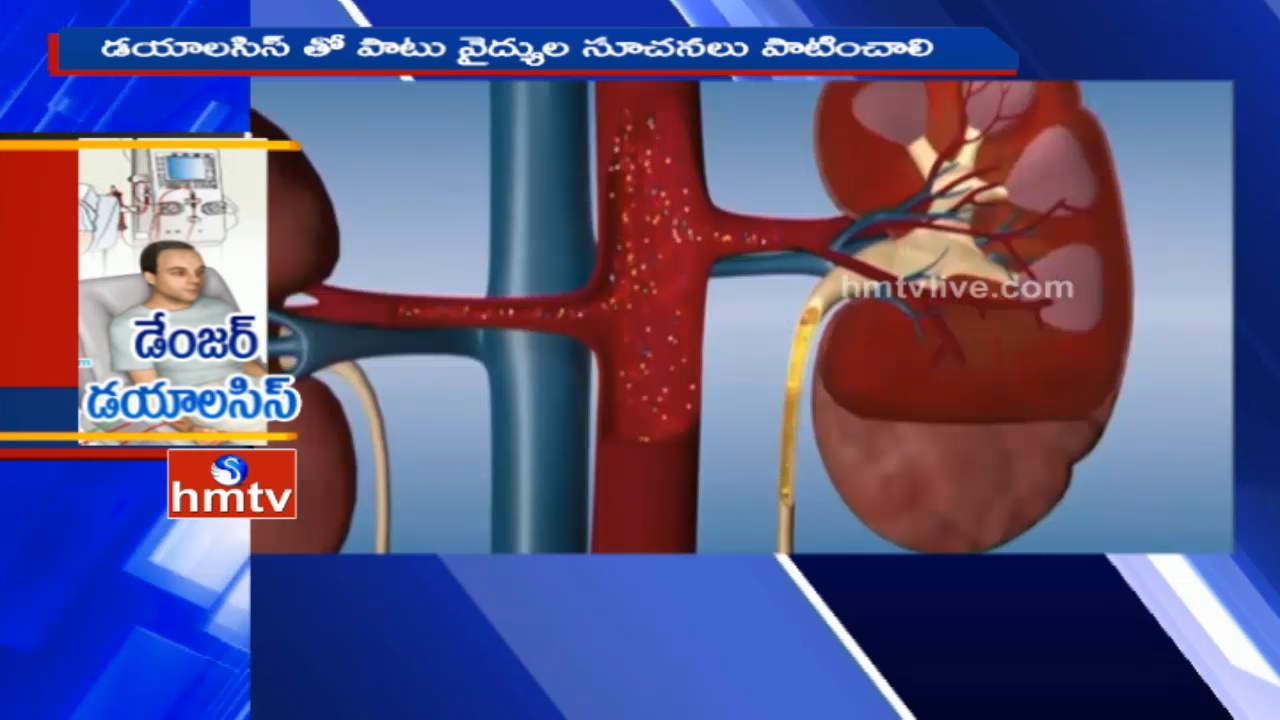 డయాలసిస్ తో పాటు వైద్యుల సూచనలు పాటించాలి
hmtvlive.com
డేంజర్
డయాలసిస్
hmtv